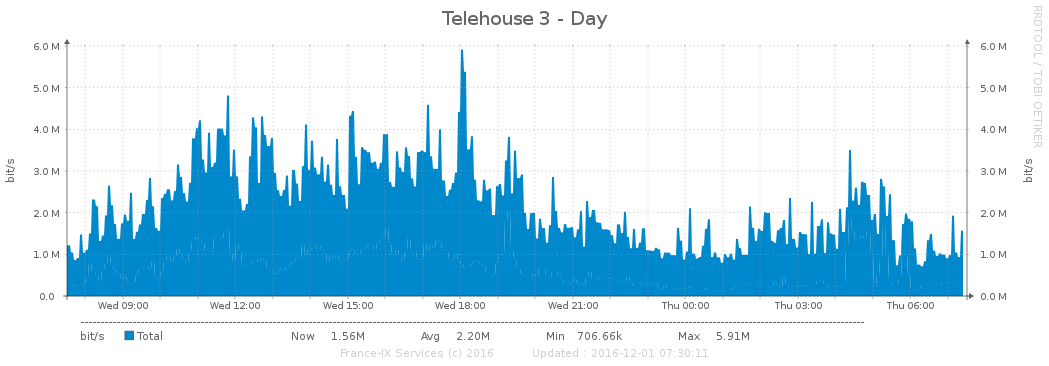 Telehouse 3 - Day
RRDTOOL / TOBI OETIKER
bit/s
6.0 M
5.0 M
4.0 M
3.0 M
2.0 M
1.0 M
0.0
6.0 M
5.0 M
4.0 M
3.0 M
2.0 M
1.0 M
0.0 M
bit/s
Wed 09:00 Wed 12:00 Wed 15:00 Wed 18:00 Wed 21:00 Thu 00:00 Thu 03:00 Thu 06:00
bit/s Total Now 1.56M Avg 2.20M Min 706.66k Max 5.91M
France-IX Services (c) 2016 Updated : 2016-12-01 07:30:11